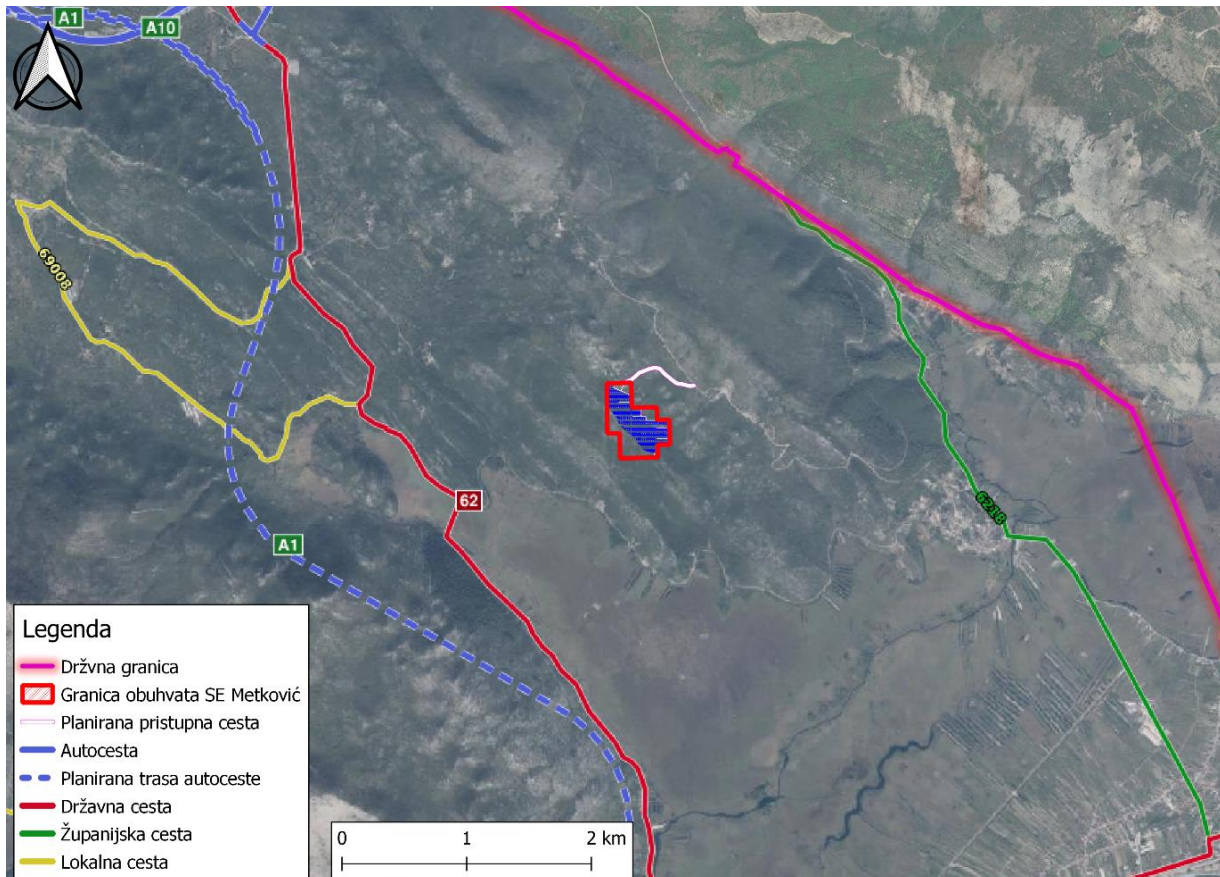 A1
A10
69008
62
6218
A1
Legenda
Držvna granica
Granica obuhvata SE Metković
Planirana pristupna cesta
Autocesta
Planirana trasa autoceste
Državna cesta
Županijska cesta
Lokalna cesta
0 1 2 km